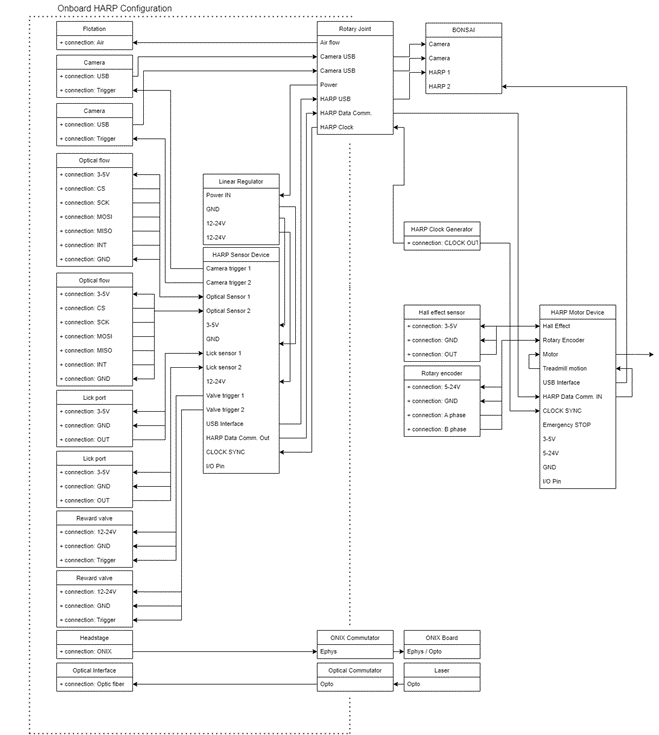 Onboard HARP Configuration
Flotation
+ connection: Air
Camera
+ connection: USB
+ connection: Trigger
Camera
+ connection: USB
+ connection: Trigger
Optical flow
+ connection: 3-5V
+ connection: CS
+ connection: SCK
+ connection: MOSI
+ connection: MISO
+ connection: INT
+ connection: GND
Optical flow
+ connection: 3-5V
+ connection: CS
+ connection: SCK
+ connection: MOSI
+ connection: MISO
+ connection: INT
+ connection: GND
Lick port
+ connection: 3-5V
+ connection: GND
+ connection: OUT
Lick port
+ connection: 3-5V
+ connection: GND
+ connection: OUT
Reward valve
+ connection: 12-24V
+ connection: GND
+ connection: Trigger
Reward valve
+ connection: 12-24V
+ connection: GND
+ connection: Trigger
Headstage
+ connection: ONIX
Optical Interface
+ connection: Optic fiber
Linear Regulator
Power IN
GND
12-24V
12-24V
HARP Sensor Device
Camera trigger 1
Camera trigger 2
Optical Sensor 1
Optical Sensor 2
3-5V
GND
Lick sensor 1
Lick sensor 2
12-24V
Valve trigger 1
Valve trigger 2
USB Interface
HARP Data Comm. Out
CLOCK SYNC
I/O Pin
Rotary Joint
Air flow
Camera USB
Camera USB
Power
HARP USB
HARP Data Comm.
HARP Clock
BONSAI
Camera
Camera
HARP 1
HARP 2
HARP Clock Generator
+ connection: CLOCK OUT
Hall effect sensor
+ connection: 3-5V
+ connection: GND
+ connection: OUT
Rotary encoder
+ connection: 5-24V
+ connection: GND
+ connection: A phase
+ connection: B phase
HARP Motor Device
Hall Effect
Rotary Encoder
Motor
Treadmill motion
USB Interface
HARP Data Comm. IN
CLOCK SYNC
Emergency STOP
3-5V
5-24V
GND
I/O Pin
ONIX Commutator
Ephys
ONIX Board
Ephys / Opto
Optical Commutator
Opto
Laser
Opto